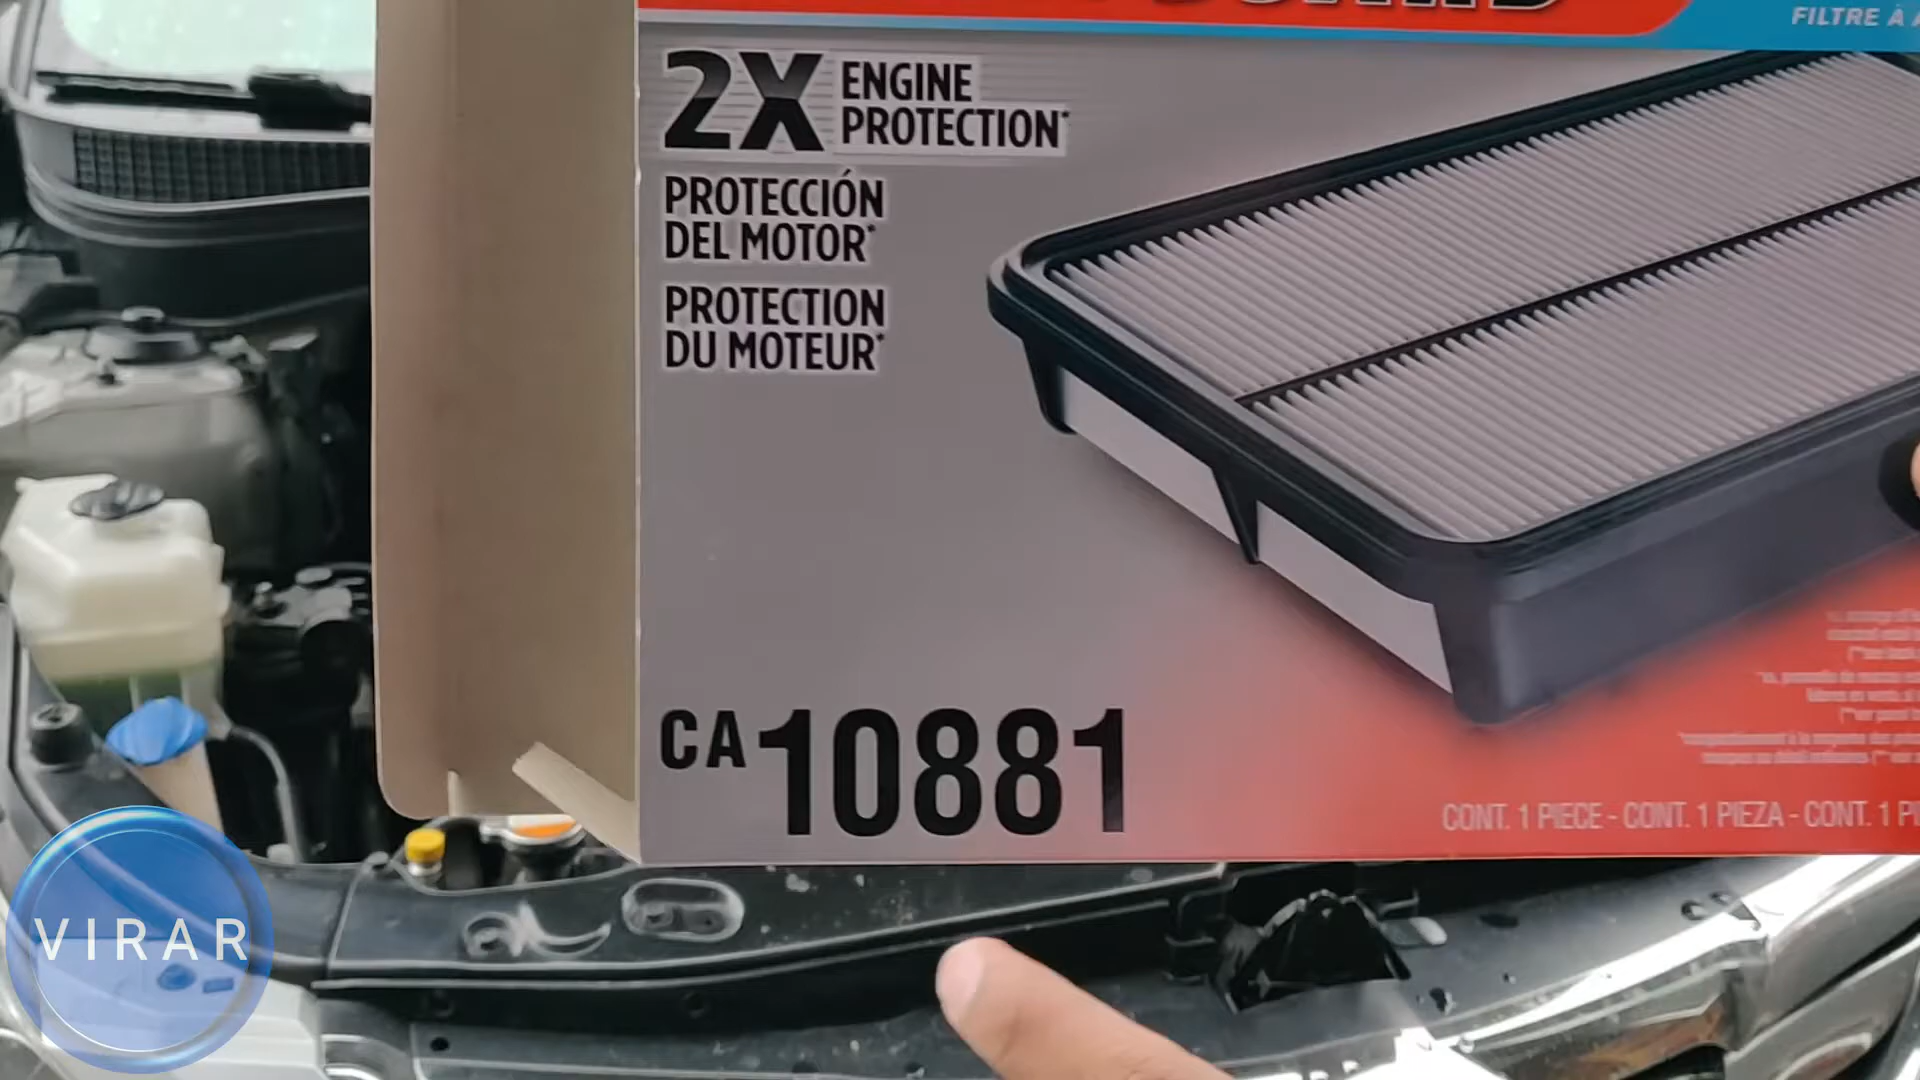 FILTRE À
2X ENGINE
PROTECTION*
PROTECCIÓN
DEL MOTOR*
PROTECTION
DU MOTEUR*
CA10881
CONT. 1 PIECE - CONT. 1 PIEZA - CONT. 1
VIRAR